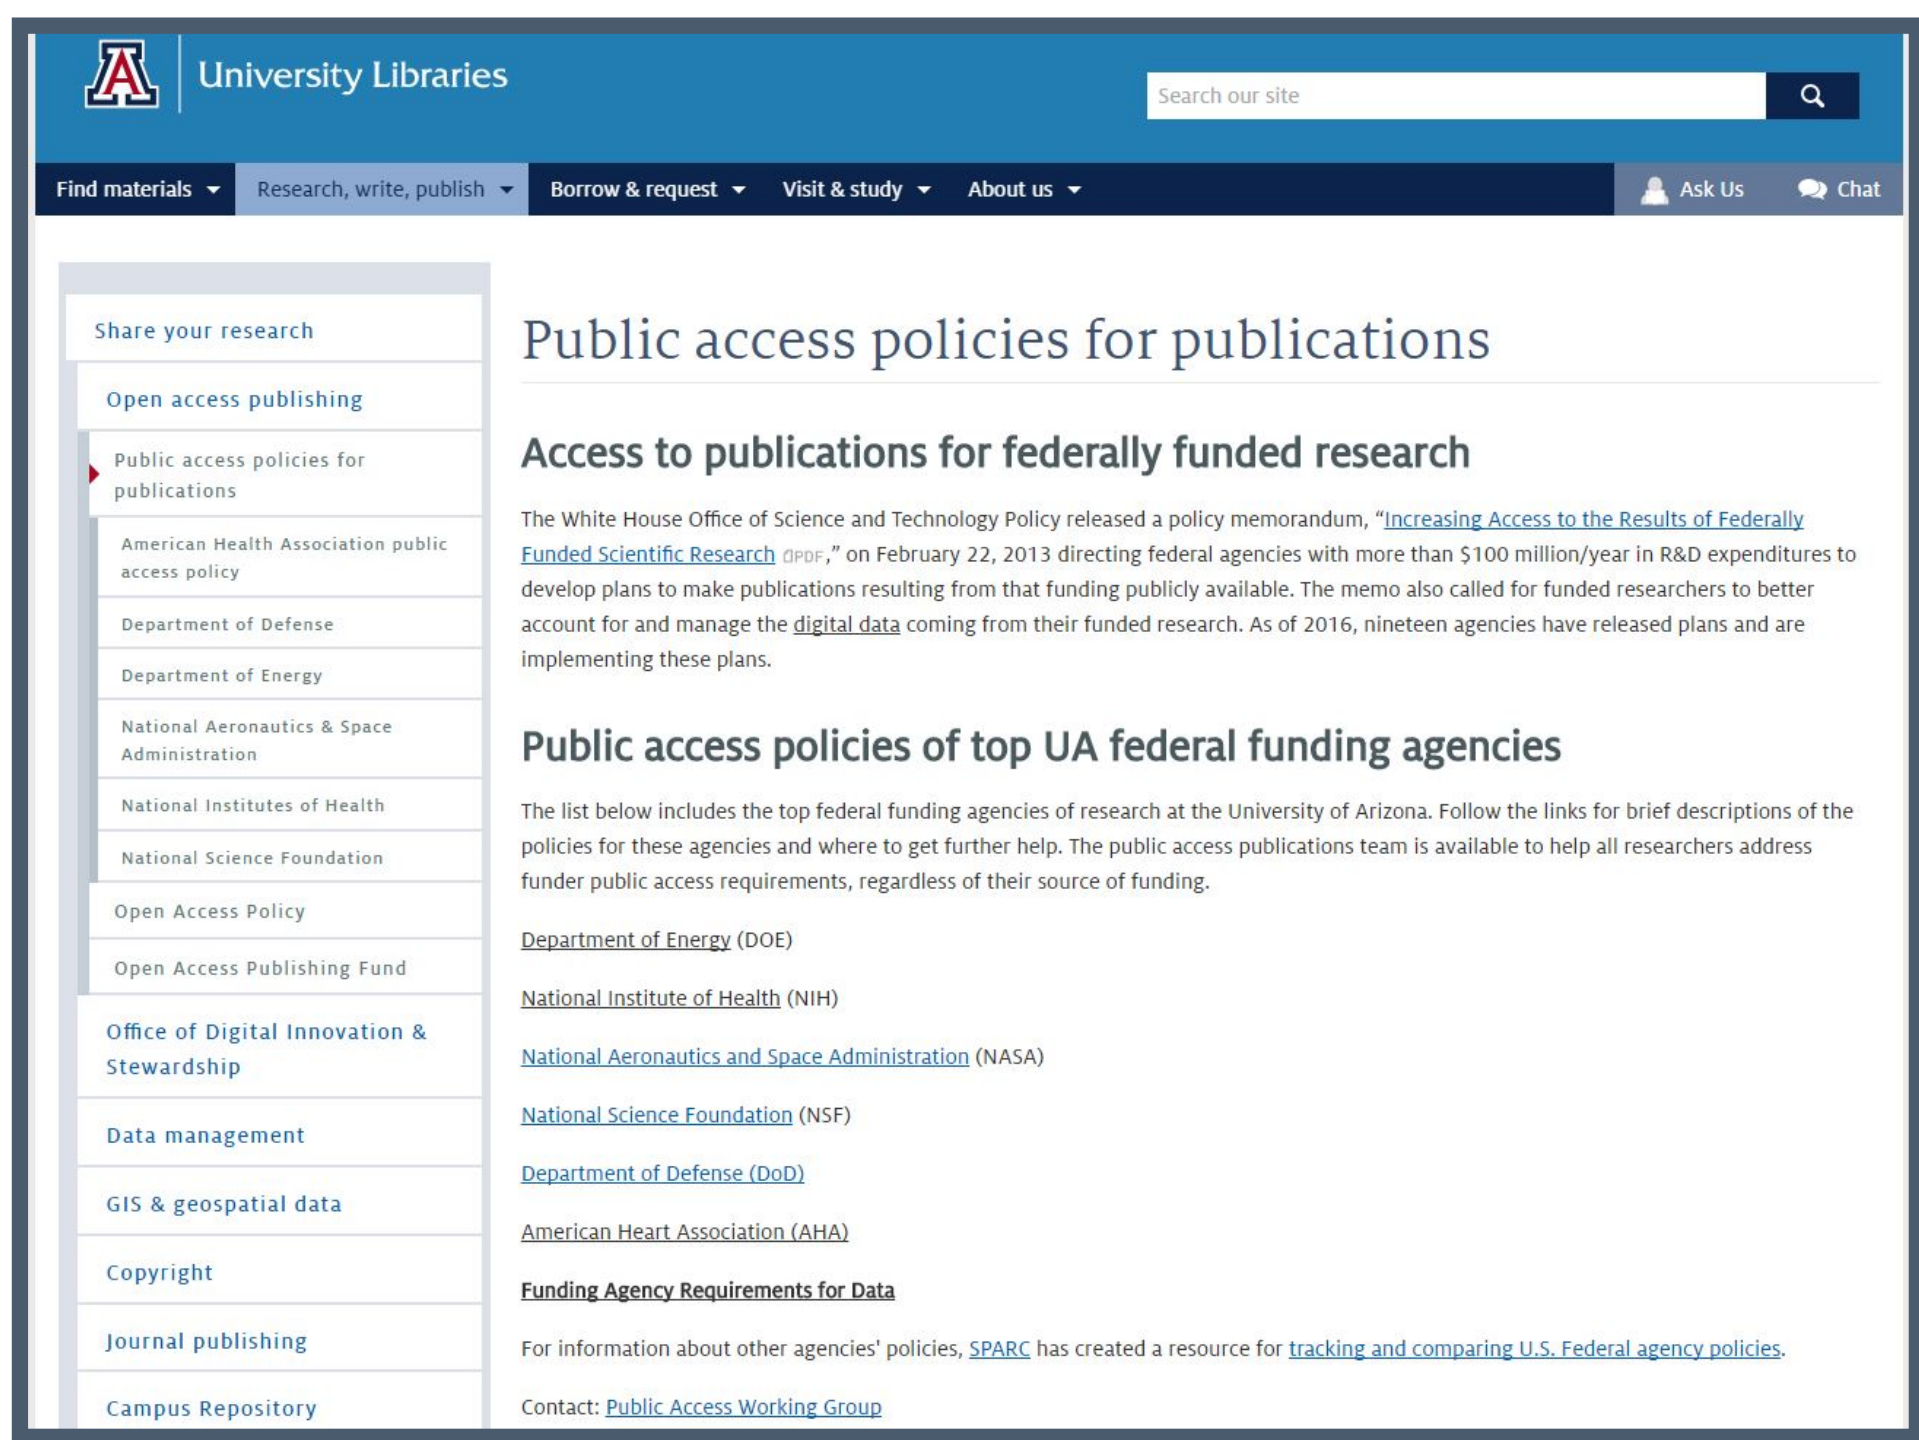 A
University Libraries
Search our site
Find materials
Research, write, publish
Borrow & request
Visit & study
About us
Ask Us
Chat
Share your research
Open access publishing
Public access policies for
publications
American Health Association public
access policy
Department of Defense
Department of Energy
National Aeronautics & Space
Administration
National Institutes of Health
National Science Foundation
Open Access Policy
Open Access Publishing Fund
Office of Digital Innovation &
Stewardship
Data management
GIS & geospatial data
Copyright
Journal publishing
Campus Repository
Public access policies for publications
Access to publications for federally funded research
The White House Office of Science and Technology Policy released a policy memorandum, “Increasing Access to the Results of Federally
Funded Scientific Research PDF,” on February 22, 2013 directing federal agencies with more than $100 million/year in R&D expenditures to
develop plans to make publications resulting from that funding publicly available. The memo also called for funded researchers to better
account for and manage the digital data coming from their funded research. As of 2016, nineteen agencies have released plans and are
implementing these plans.
Public access policies of top UA federal funding agencies
The list below includes the top federal funding agencies of research at the University of Arizona. Follow the links for brief descriptions of the
policies for these agencies and where to get further help. The public access publications team is available to help all researchers address
funder public access requirements, regardless of their source of funding.
Department of Energy (DOE)
National Institute of Health (NIH)
National Aeronautics and Space Administration (NASA)
National Science Foundation (NSF)
Department of Defense (DoD)
American Heart Association (AHA)
Funding Agency Requirements for Data
For information about other agencies' policies, SPARC has created a resource for tracking and comparing U.S. Federal agency policies.
Contact: Public Access Working Group